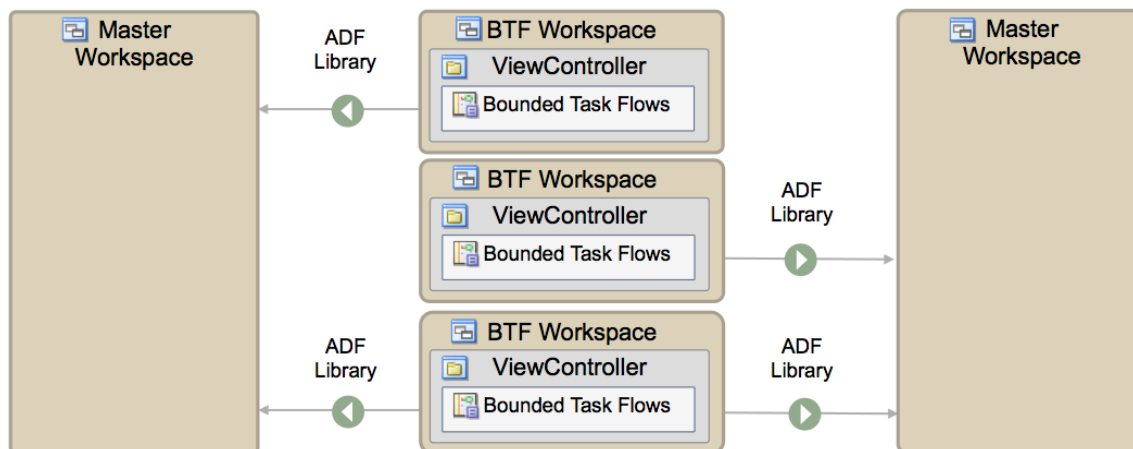 Master
Workspace
ADF
Library
BTF Workspace
ViewController
Bounded Task Flows
Master
Workspace
BTF Workspace
ViewController
Bounded Task Flows
ADF
Library
ADF
Library
BTF Workspace
ViewController
Bounded Task Flows
ADF
Library